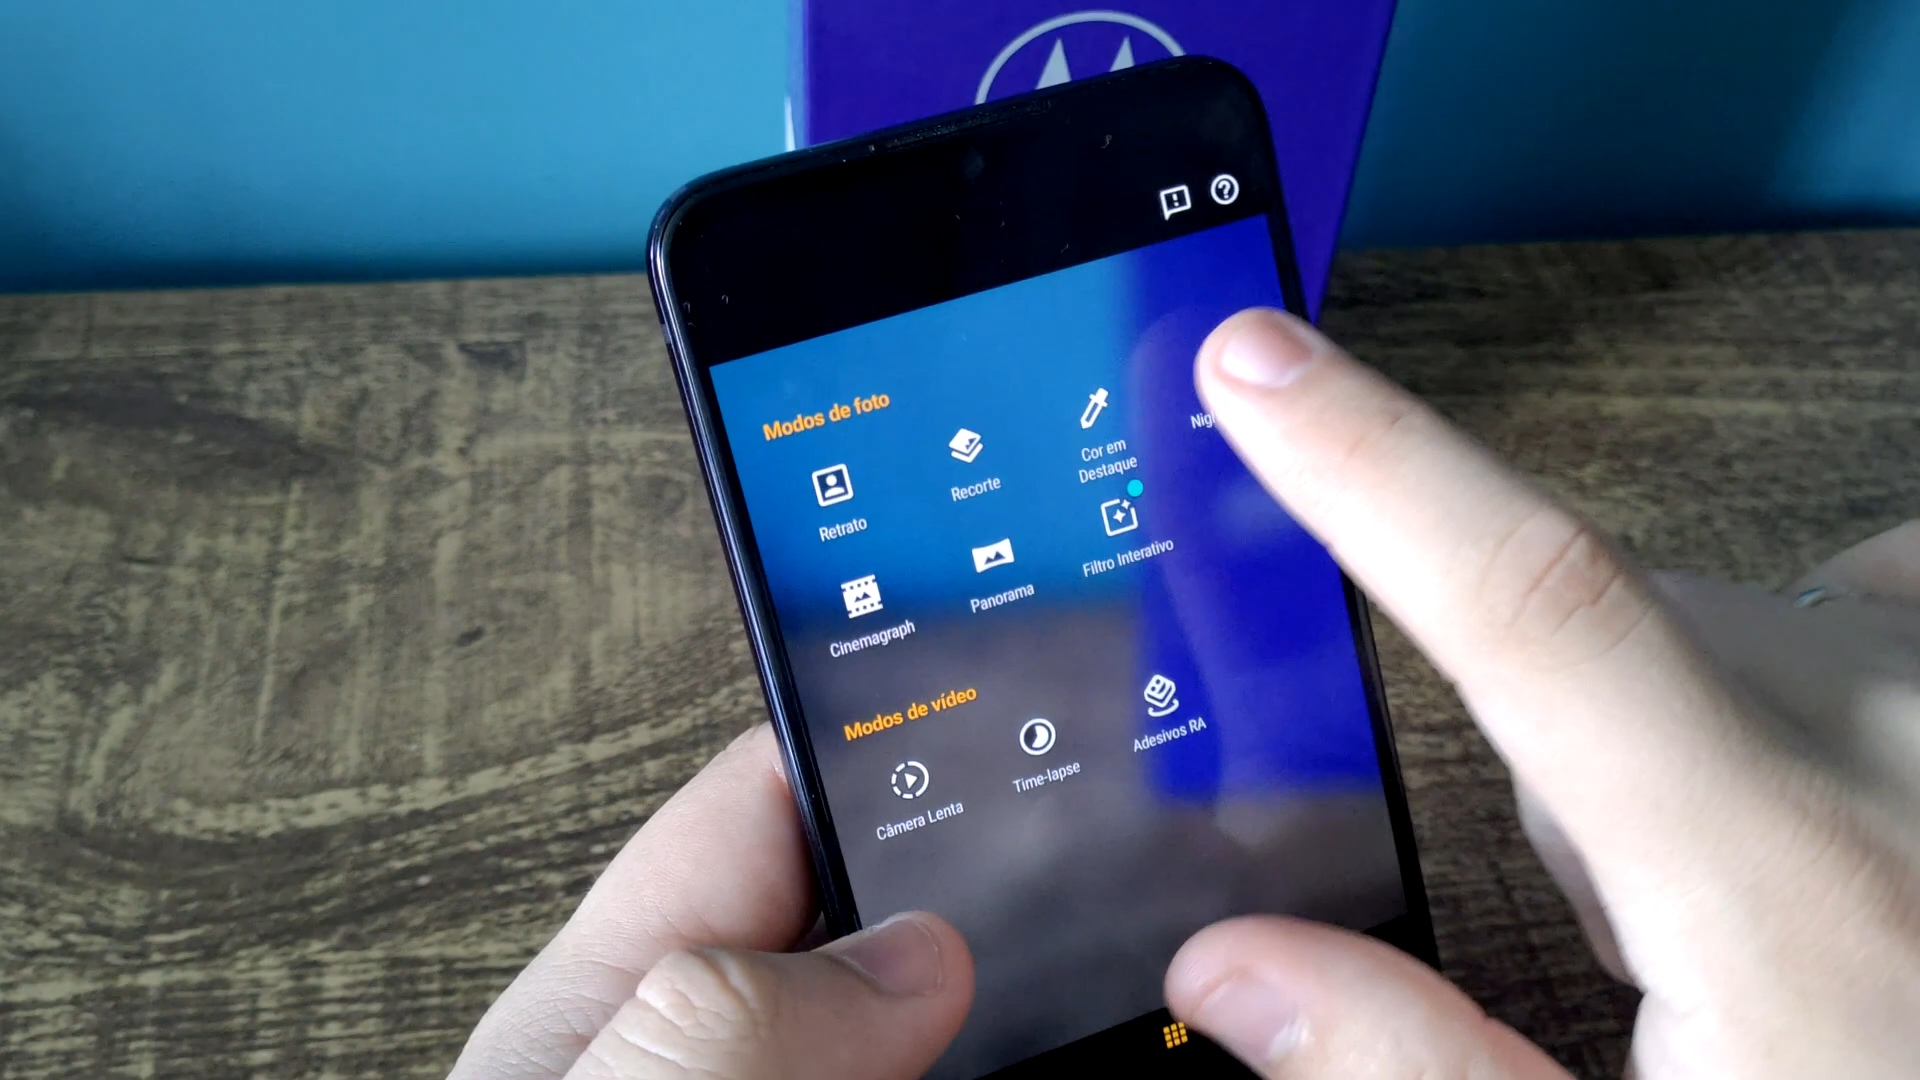 Modos de foto
Retrato
Recorte
Cor em
Destaque
Cinemagraph
Panorama
Filtro Interativo
Modos de vídeo
Câmera Lenta
Time-lapse
Adesivos RA